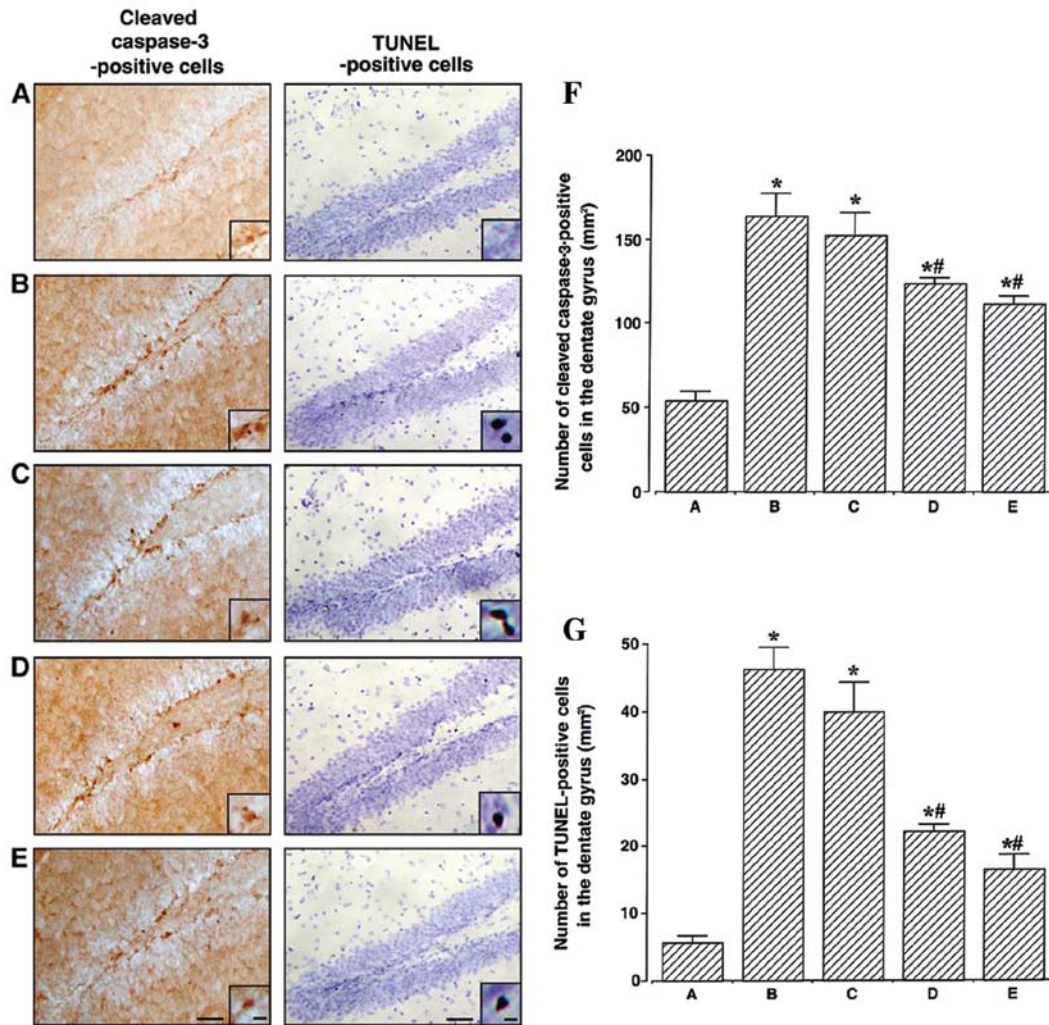 Cleaved
caspase-3
-positive cells
TUNEL
-positive cells
A
B
C
D
E
F
Number of cleaved caspase-3-positive
cells in the dentate gyrus (mm²)
200
150
100
50
0
*
*
*#
*#
A B C D E
G
Number of TUNEL-positive cells
in the dentate gyrus (mm²)
50
40
30
20
10
0
*
*
*#
*#
A B C D E